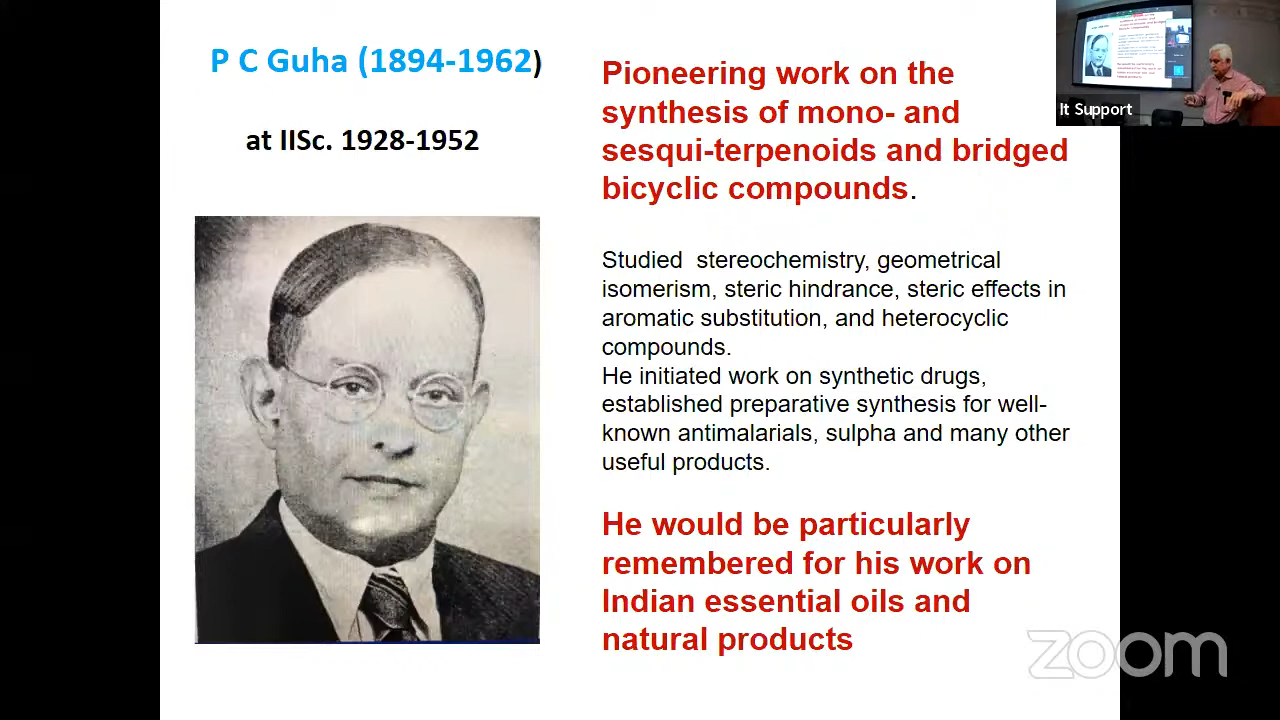 P C Guha (1894-1962)
at IISc. 1928-1952
Pioneering work on the
synthesis of mono- and
sesqui-terpenoids and bridged
bicyclic compounds.
Studied stereochemistry, geometrical
isomerism, steric hindrance, steric effects in
aromatic substitution, and heterocyclic
compounds.
He initiated work on synthetic drugs,
established preparative synthesis for well-
known antimalarials, sulpha and many other
useful products.
He would be particularly
remembered for his work on
Indian essential oils and
natural products
It Support
zoom